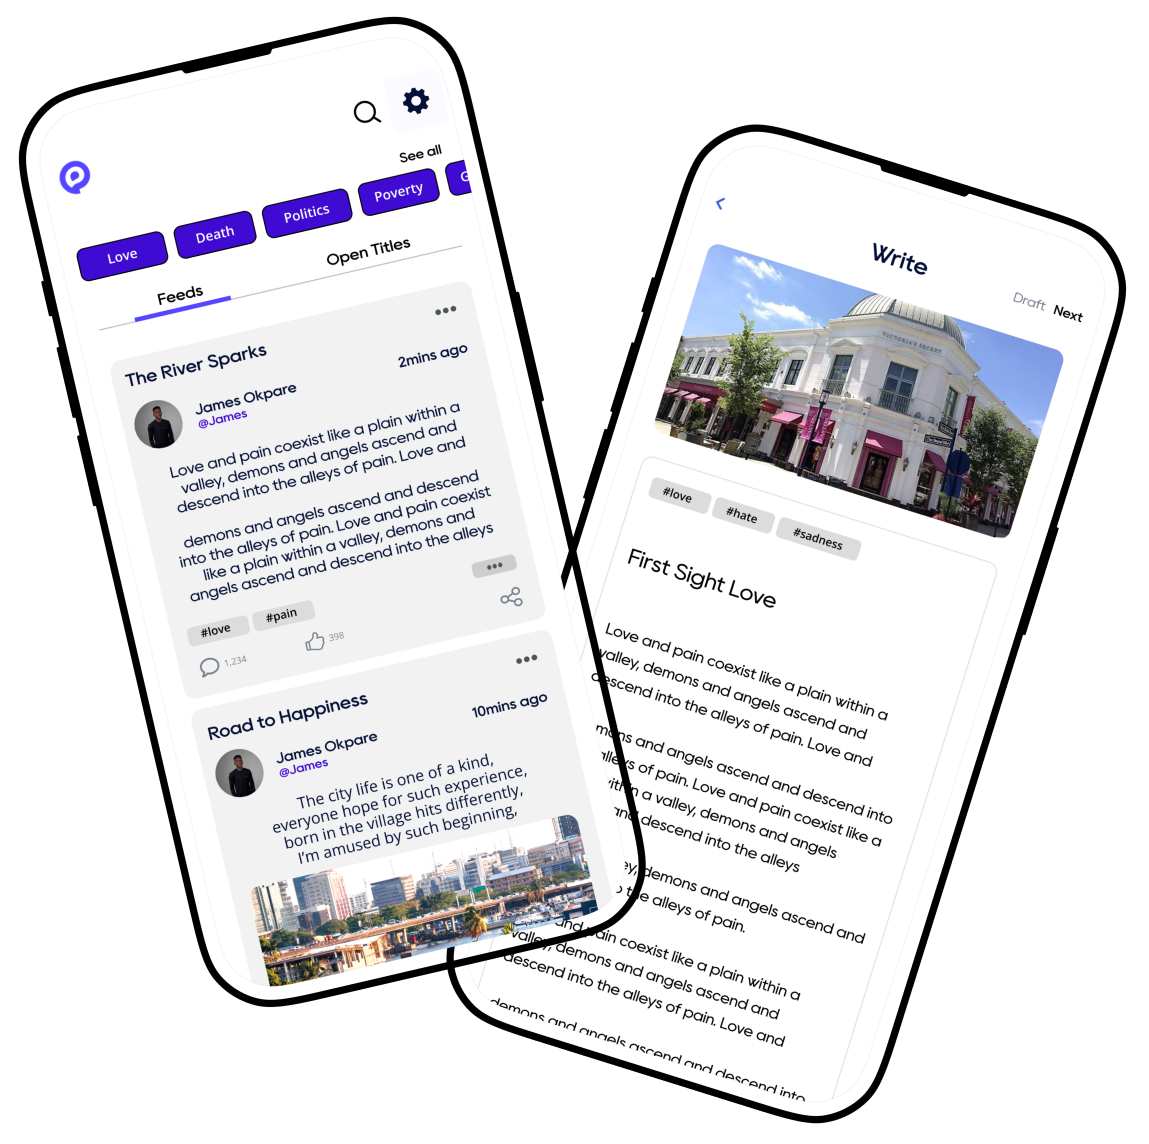 See all
Love
Death
Politics
Poverty
G
Feeds
Open Titles
The River Sparks
2mins ago
James Okpare
@James
Love and pain coexist like a plain within a
valley, demons and angels ascend and
descend into the alleys of pain. Love and
demons and angels ascend and descend
into the alleys of pain. Love and pain coexist
like a plain within a valley, demons and
angels ascend and descend into the alleys
#love
#pain
1,234
398
Road to Happiness
10mins ago
James Okpare
@James
The city life is one of a kind,
everyone hope for such experience,
born in the village hits differently,
I'm amused by such beginning,
Write
Draft
Next
VICTORIA'S SECRET
#love
#hate
#sadness
First Sight Love
Love and pain coexist like a plain within a
valley, demons and angels ascend and
descend into the alleys of pain. Love and
mons and angels ascend and descend into
alleys of pain. Love and pain coexist like a
within a valley, demons and angels
and descend into the alleys
ey, demons and angels ascend and
o the alleys of pain.
and pain coexist like a plain within a
valley, demons and angels ascend and
descend into the alleys of pain. Love and
demons and angels ascend and descend into